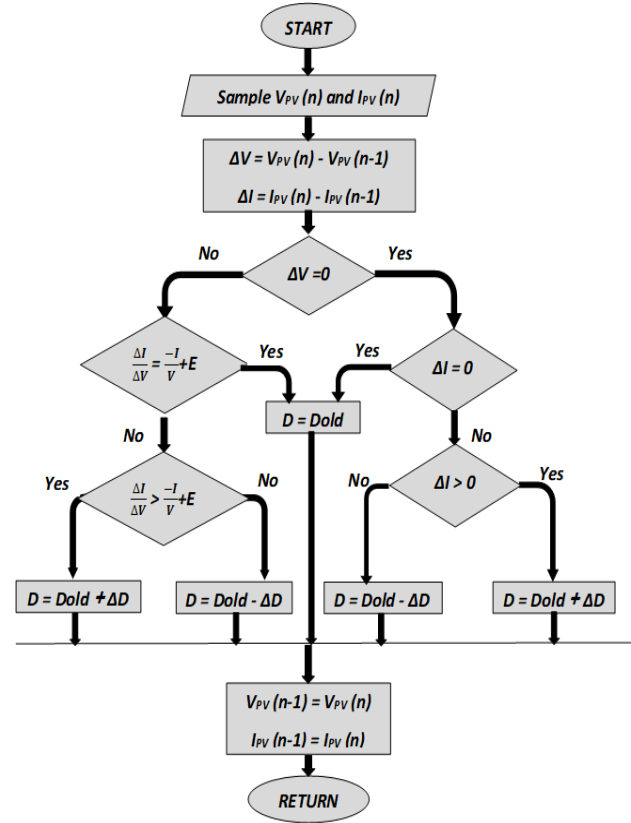 START
Sample VPV (n) and IPV (n)
ΔV = VPV (n) - VPV (n-1)
ΔI = IPV (n) - IPV (n-1)
No
ΔV =0
Yes
ΔI/ΔV = -I/V +E
Yes
Yes
ΔI = 0
D = Dold
No
No
Yes
ΔI/ΔV > -I/V +E
No
No
ΔI > 0
Yes
D = Dold + ΔD
D = Dold - ΔD
D = Dold - ΔD
D = Dold + ΔD
VPV (n-1) = VPV (n)
IPV (n-1) = IPV (n)
RETURN